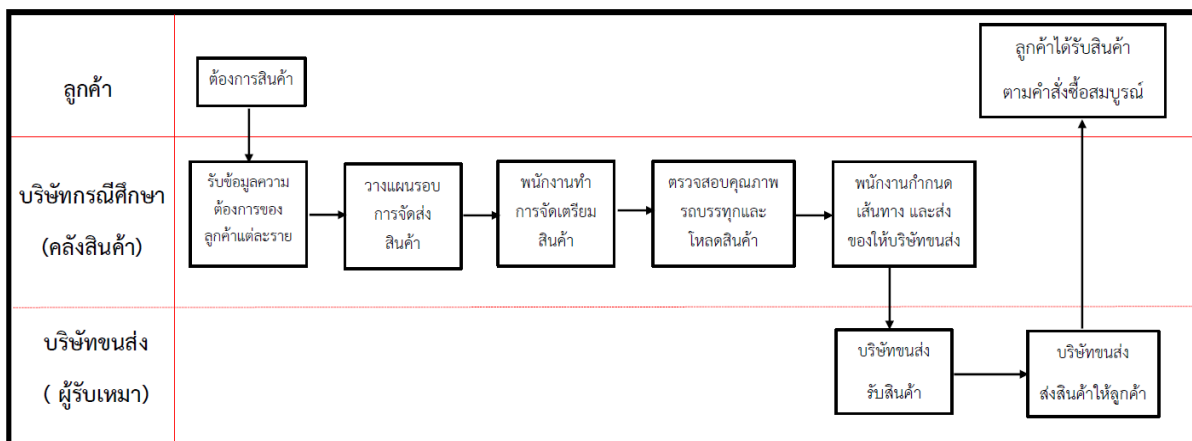 ลูกค้า
ต้องการสินค้า
ลูกค้าได้รับสินค้า
ตามคำสั่งซื้อสมบูรณ์
บริษัทกรณีศึกษา
(คลังสินค้า)
รับข้อมูลความ
ต้องการของ
ลูกค้าแต่ละราย
วางแผนรอบ
การจัดส่ง
สินค้า
พนักงานทำ
การจัดเตรียม
สินค้า
ตรวจสอบคุณภาพ
รถบรรทุกและ
โหลดสินค้า
พนักงานกำกนด
เส้นทาง และส่ง
ของให้บริษัทขนส่ง
บริษัทขนส่ง
( ผู้รับเหมา)
บริษัทขนส่ง
รับสินค้า
บริษัทขนส่ง
ส่งสินค้าให้ลูกค้า